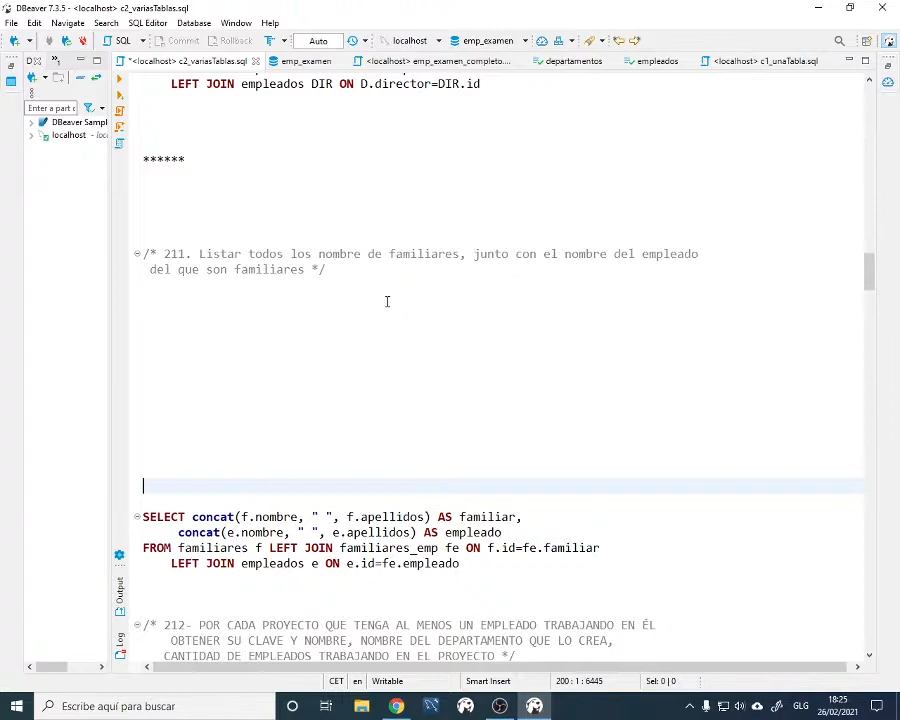 DBeaver 7.3.5 - <localhost> c2_variasTablas.sql
File Edit Navigate Search SQL Editor Database Window Help
SQL Commit Rollback Auto localhost emp_examen
D *<localhost> c2_variasTablas.sql emp_examen <localhost> emp_examen_completo.... departamentos empleados <localhost> c1_unaTabla.sql
Enter a part c
DBeaver Sampl
localhost - loca
LEFT JOIN empleados DIR ON D.director=DIR.id
******
/* 211. Listar todos los nombre de familiares, junto con el nombre del empleado
del que son familiares */
SELECT concat(f.nombre, " ", f.apellidos) AS familiar,
concat(e.nombre, " ", e.apellidos) AS empleado
FROM familiares f LEFT JOIN familiares_emp fe ON f.id=fe.familiar
LEFT JOIN empleados e ON e.id=fe.empleado
/* 212- POR CADA PROYECTO QUE TENGA AL MENOS UN EMPLEADO TRABAJANDO EN ÉL
OBTENER SU CLAVE Y NOMBRE, NOMBRE DEL DEPARTAMENTO QUE LO CREA,
CANTIDAD DE EMPLEADOS TRABAJANDO EN EL PROYECTO */
Output
Log
CET en Writable Smart Insert 200 : 1 : 6445 Sel: 0 | 0
Escribe aquí para buscar
GLG
18:25
26/02/2021